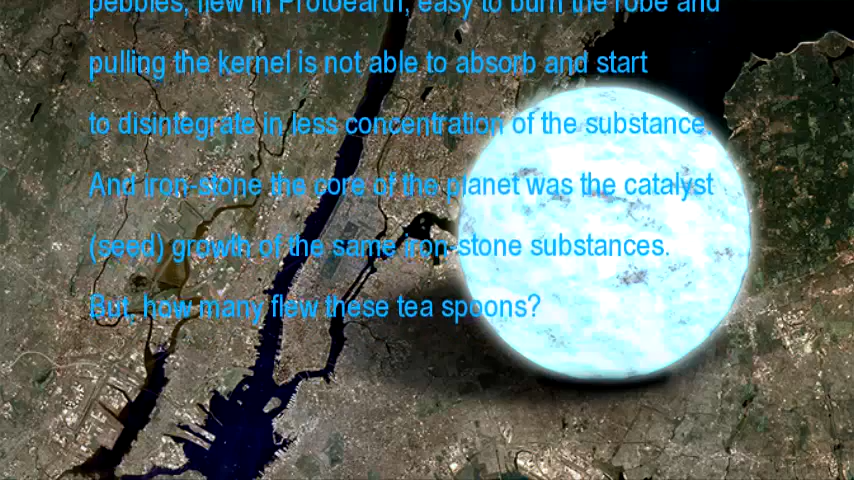 pebbles, flew in Protoearth, easy to burn the robe and
pulling the kernel is not able to absorb and start
to disintegrate in less concentration of the substance.
And iron-stone the core of the planet was the catalyst
(seed) growth of the same iron-stone substances.
But, how many flew these tea spoons?